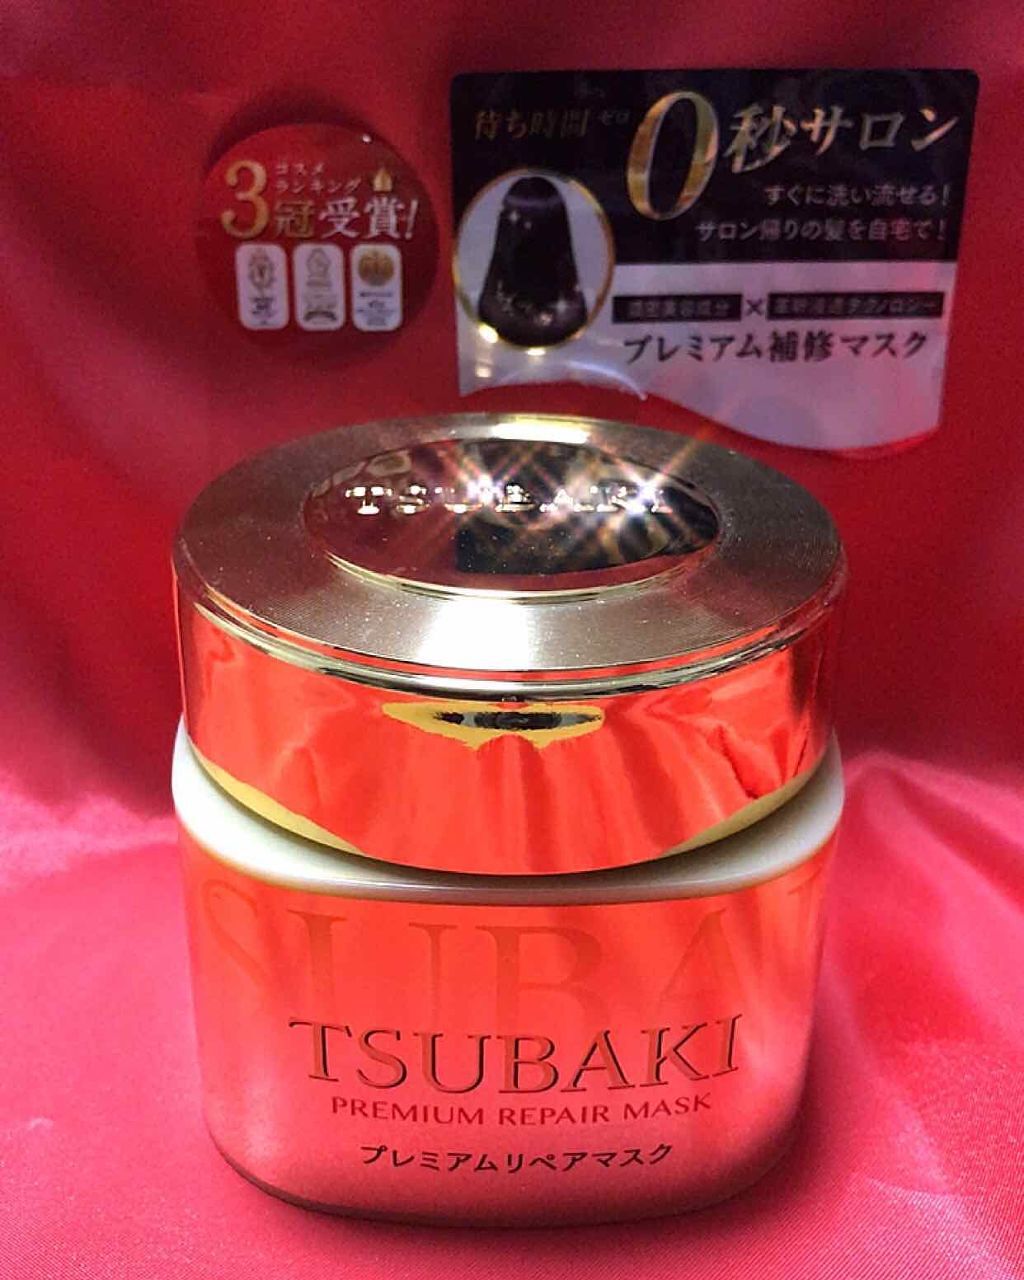 コスメ
ランキング
3冠受賞!
待ち時間ゼロ
0秒サロン
すぐに洗い流せる!
サロン帰りの髪を自宅で!
×
プレミアム補修マスク
TSUBAKI
SUBAK
TSUBAKI
PREMIUM REPAIR MASK
プレミアムリペアマスク